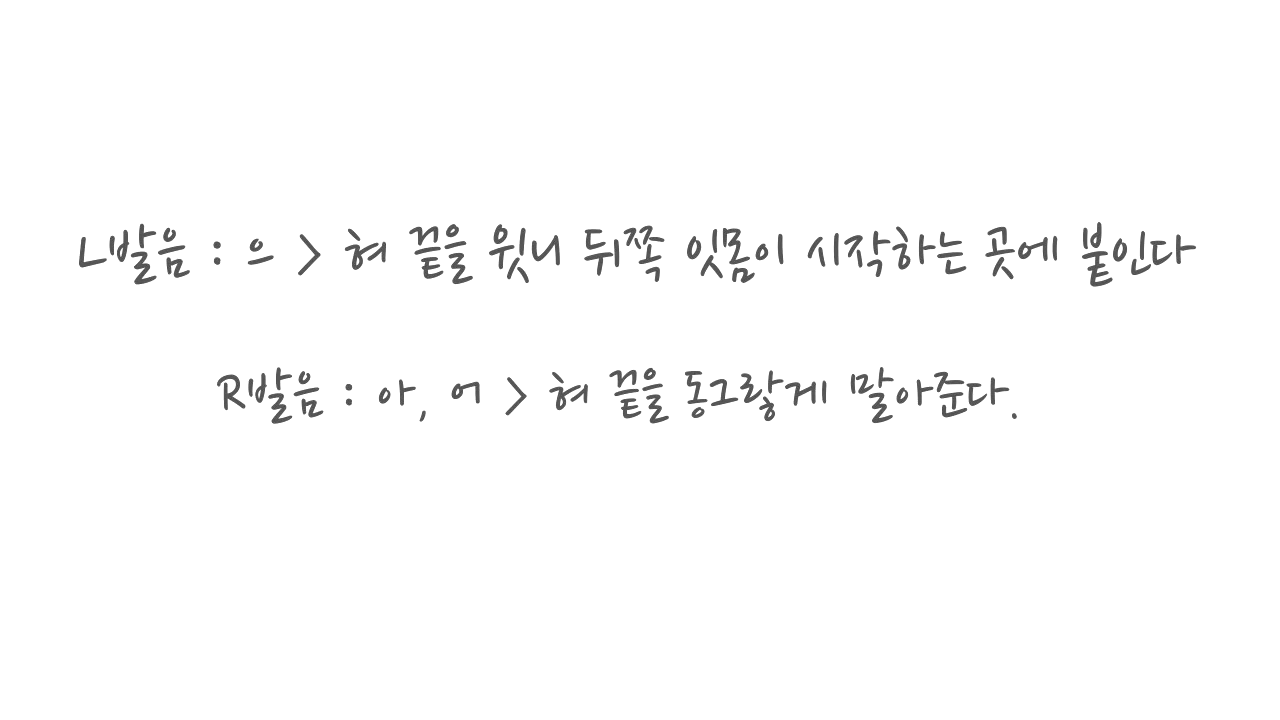 L발음 : 으 > 혀 끝을 윗니 뒤쪽 잇몸이 시작하는 곳에 붙인다
R발음 : 아, 어 > 혀 끝을 동그랗게 말아준다.